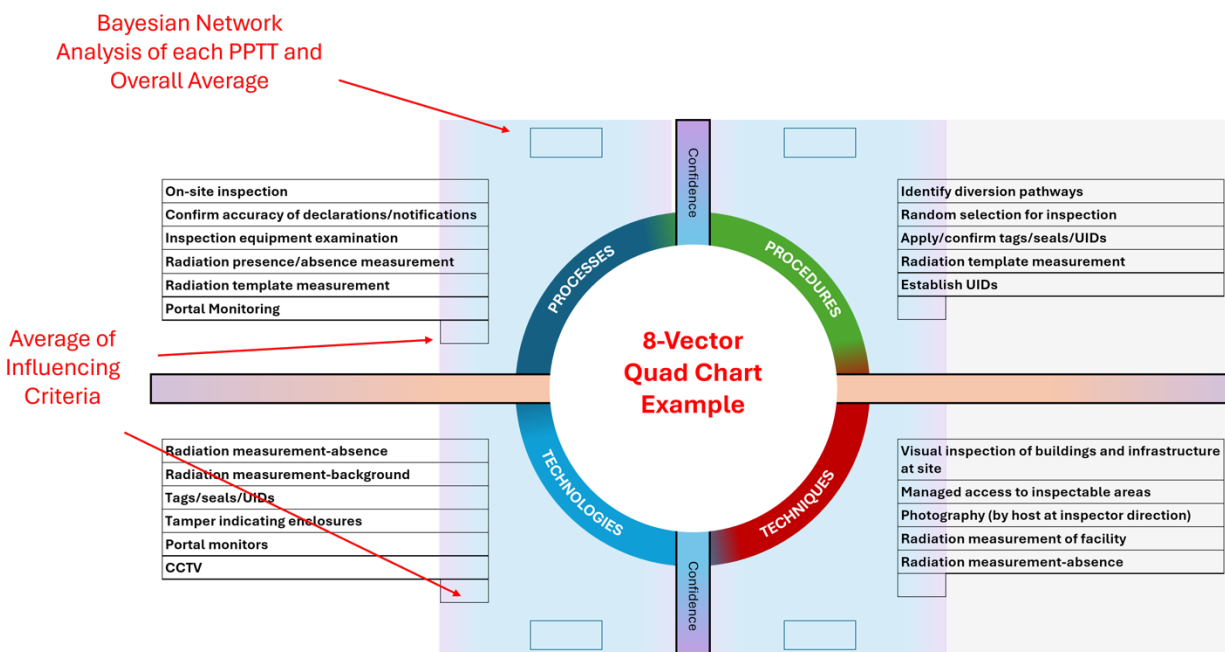 Bayesian Network
Analysis of each PPTT and
Overall Average
Confidence
On-site inspection
Confirm accuracy of declarations/notifications
Inspection equipment examination
Radiation presence/absence measurement
Radiation template measurement
Portal Monitoring
PROCESSES
PROCEDURES
Identify diversion pathways
Random selection for inspection
Apply/confirm tags/seals/UIDs
Radiation template measurement
Establish UIDs
Average of
Influencing
Criteria
8-Vector
Quad Chart
Example
Radiation measurement-absence
Radiation measurement-background
Tags/seals/UIDs
Tamper indicating enclosures
Portal monitors
CCTV
TECHNOLOGIES
TECHNIQUES
Visual inspection of buildings and infrastructure
at site
Managed access to inspectable areas
Photography (by host at inspector direction)
Radiation measurement of facility
Radiation measurement-absence
Confidence